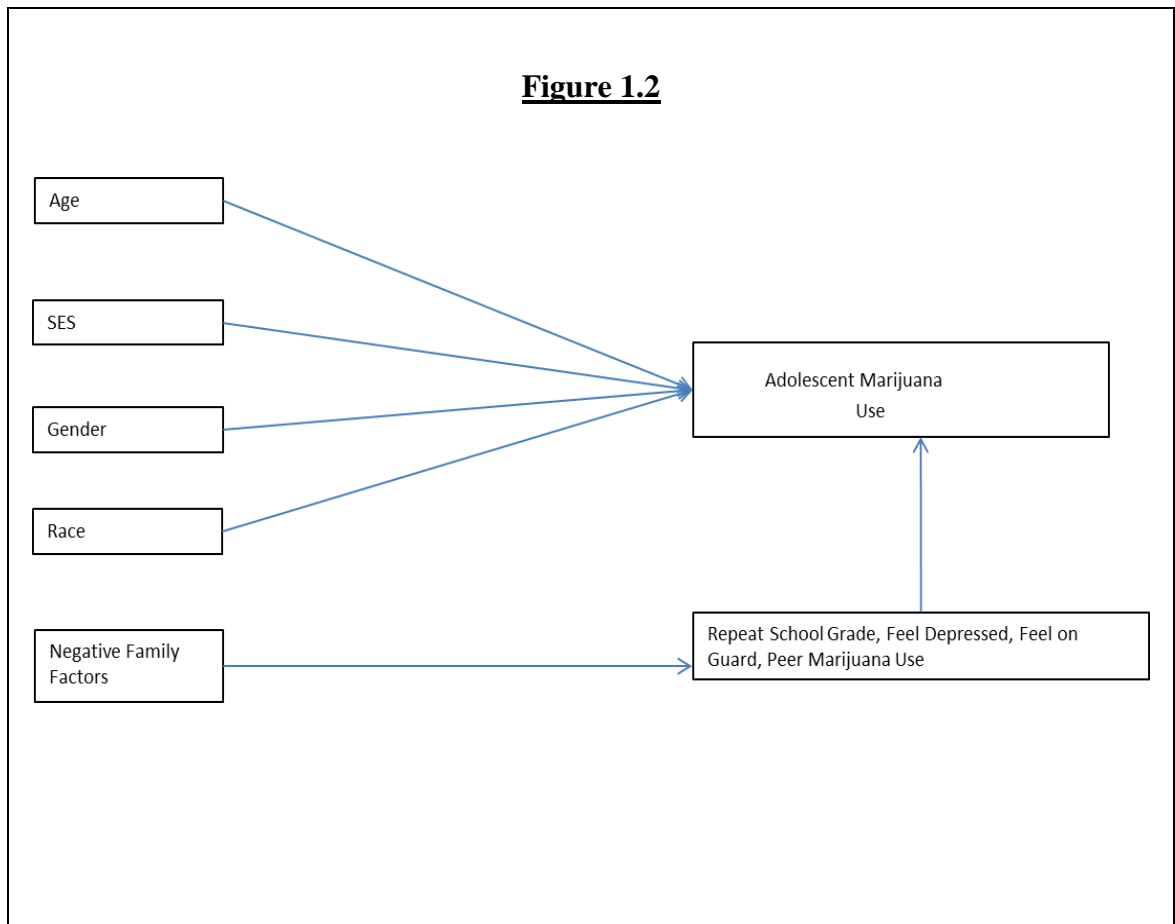 Figure 1.2
Age
SES
Adolescent Marijuana
Use
Gender
Race
Repeat School Grade, Feel Depressed, Feel on
Guard, Peer Marijuana Use
Negative Family
Factors